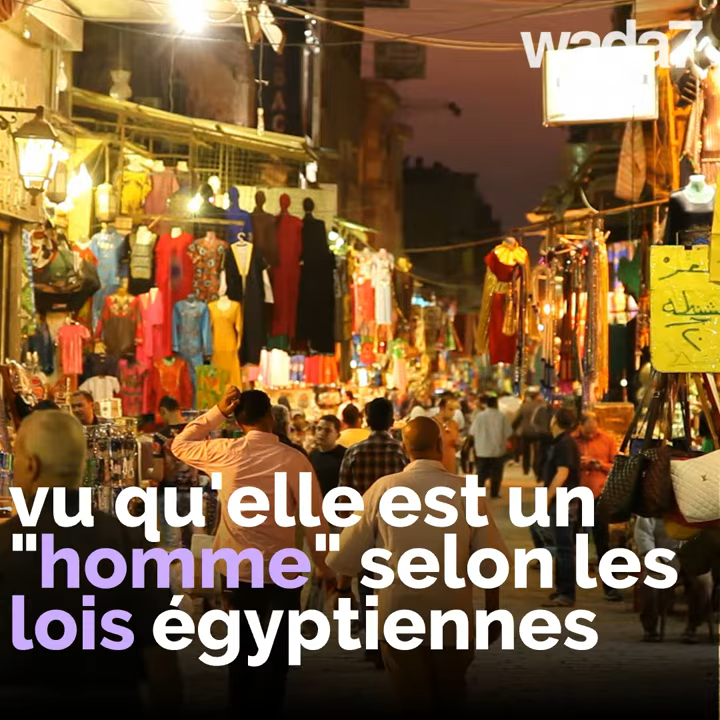 wada7
vu qu'elle est un
"homme" selon les
lois égyptiennes